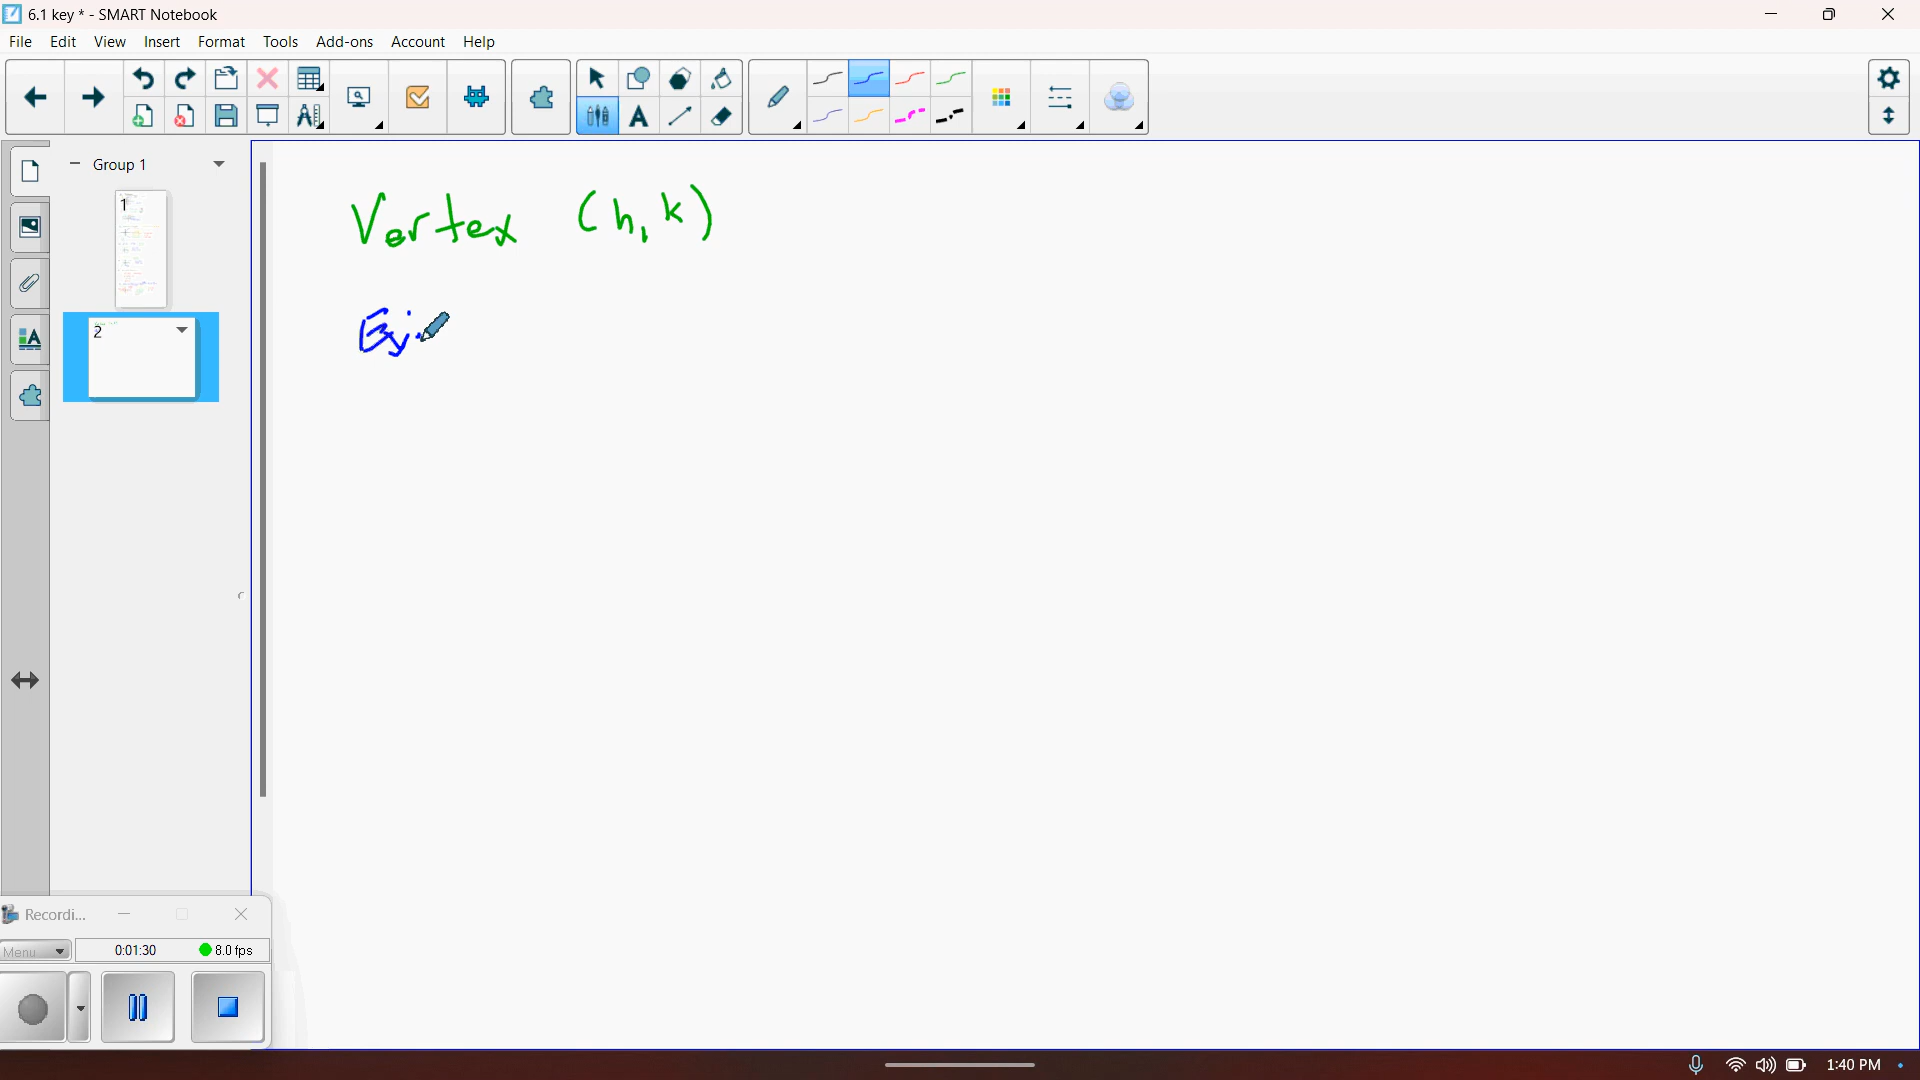 6.1 key * - SMART Notebook
File Edit View Insert Format Tools Add-ons Account Help
Group 1
1
2
Vertex (h, k)
Recordi...
Menu 0:01:30 8.0 fps
1:40 PM